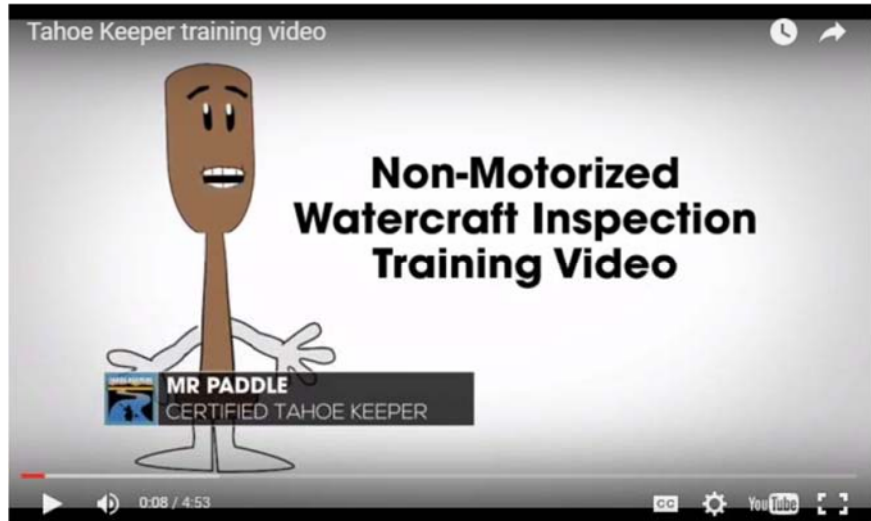 Tahoe Keeper training video
Non-Motorized
Watercraft Inspection
Training Video
MR PADDLE
CERTIFIED TAHOE KEEPER
0:08 / 4:53
CC
YouTube